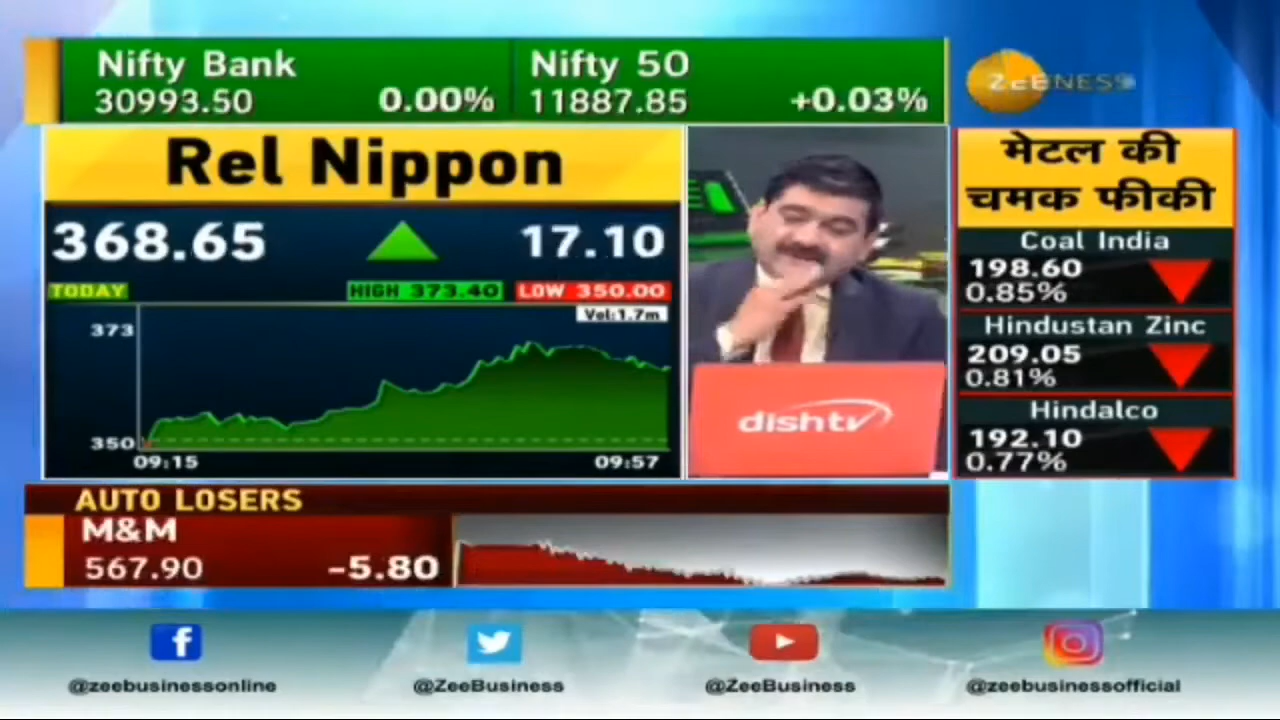 Nifty Bank
30993.50 0.00%
Nifty 50
11887.85 +0.03%
ZEE
Rel Nippon
368.65 17.10
TODAY HIGH 373.40 LOW 350.00
Vol:1.7m
373
350
09:15 09:57
dishtv
मेटल की
चमक फीकी
Coal India
198.60
0.85%
Hindustan Zinc
209.05
0.81%
Hindalco
192.10
0.77%
AUTO LOSERS
M&M
567.90 -5.80
@zeebusinessonline @ZeeBusiness @ZeeBusiness @zeebusinessofficial